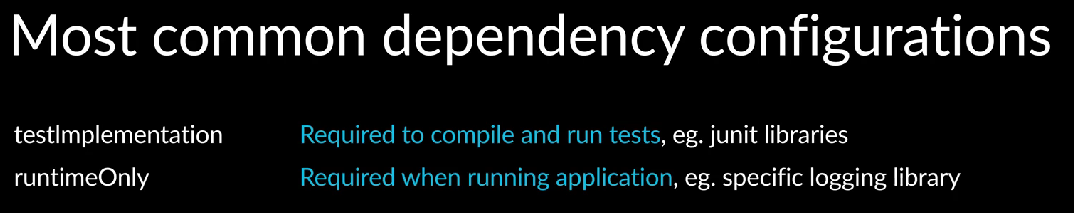 Most common dependency configurations
testImplementation Required to compile and run tests, eg. junit libraries
runtimeOnly Required when running application, eg. specific logging library